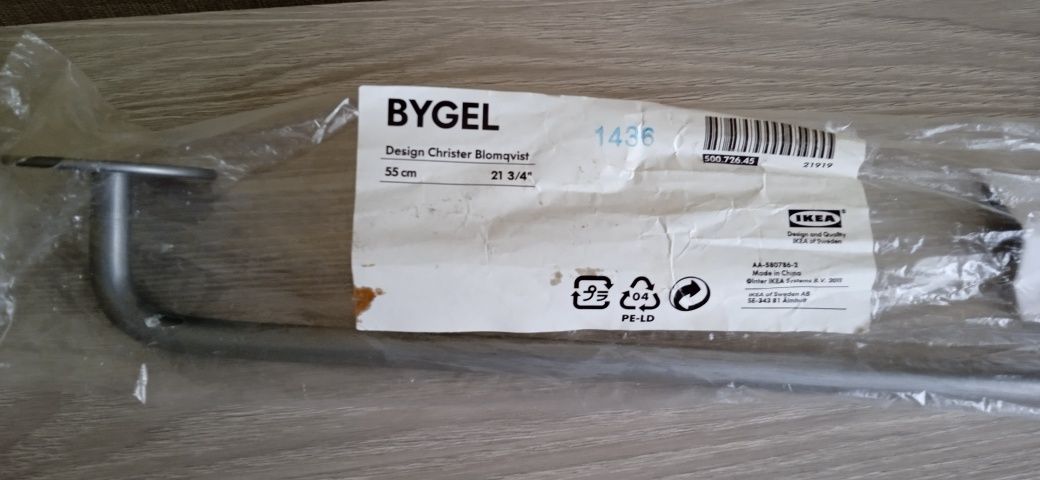 BYGEL
Design Christer Blomqvist
55 cm 21 3/4"
1436
500.726.45
21919
IKEA®
Design and Quality
IKEA of Sweden
AA-580786-2
Made in China
©Inter IKEA Systems B.V. 2011
IKEA of Sweden AB
SE-343 81 Älmhult
04
PE-LD